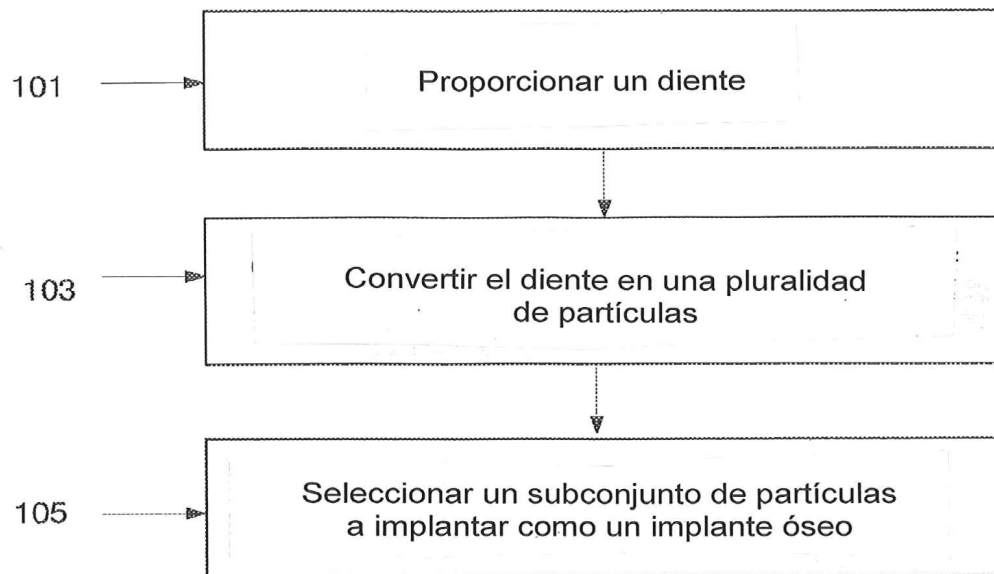 101
Proporcionar un diente
103
Convertir el diente en una pluralidad
de partículas
105
Seleccionar un subconjunto de partículas
a implantar como un implante óseo